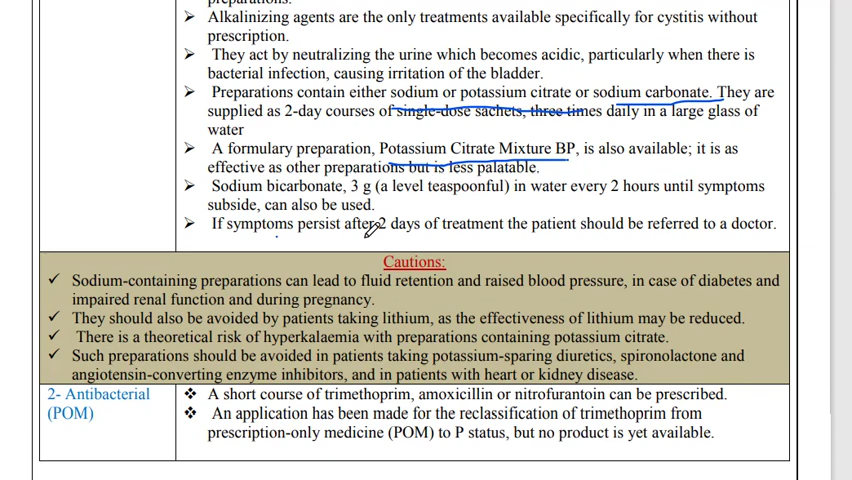 preparations.
➢ Alkalinizing agents are the only treatments available specifically for cystitis without
prescription.
➢ They act by neutralizing the urine which becomes acidic, particularly when there is
bacterial infection, causing irritation of the bladder.
➢ Preparations contain either sodium or potassium citrate or sodium carbonate. They are
supplied as 2-day courses of single-dose sachets, three times daily in a large glass of
water
➢ A formulary preparation, Potassium Citrate Mixture BP, is also available; it is as
effective as other preparations but is less palatable.
➢ Sodium bicarbonate, 3 g (a level teaspoonful) in water every 2 hours until symptoms
subside, can also be used.
➢ If symptoms persist after 2 days of treatment the patient should be referred to a doctor.
Cautions:
✓ Sodium-containing preparations can lead to fluid retention and raised blood pressure, in case of diabetes and
impaired renal function and during pregnancy.
✓ They should also be avoided by patients taking lithium, as the effectiveness of lithium may be reduced.
✓ There is a theoretical risk of hyperkalaemia with preparations containing potassium citrate.
✓ Such preparations should be avoided in patients taking potassium-sparing diuretics, spironolactone and
angiotensin-converting enzyme inhibitors, and in patients with heart or kidney disease.
2- Antibacterial
(POM)
❖ A short course of trimethoprim, amoxicillin or nitrofurantoin can be prescribed.
❖ An application has been made for the reclassification of trimethoprim from
prescription-only medicine (POM) to P status, but no product is yet available.